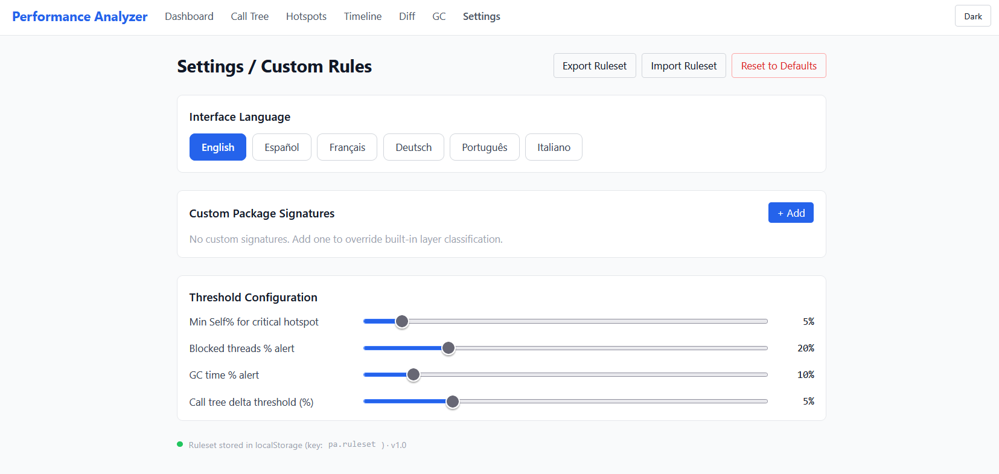 Performance Analyzer Dashboard Call Tree Hotspots Timeline Diff GC Settings Dark
Settings / Custom Rules Export Ruleset Import Ruleset Reset to Defaults
Interface Language
English Español Français Deutsch Português Italiano
Custom Package Signatures + Add
No custom signatures. Add one to override built-in layer classification.
Threshold Configuration
Min Self% for critical hotspot 5%
Blocked threads % alert 20%
GC time % alert 10%
Call tree delta threshold (%) 5%
Ruleset stored in localStorage (key: pa.ruleset ) · v1.0